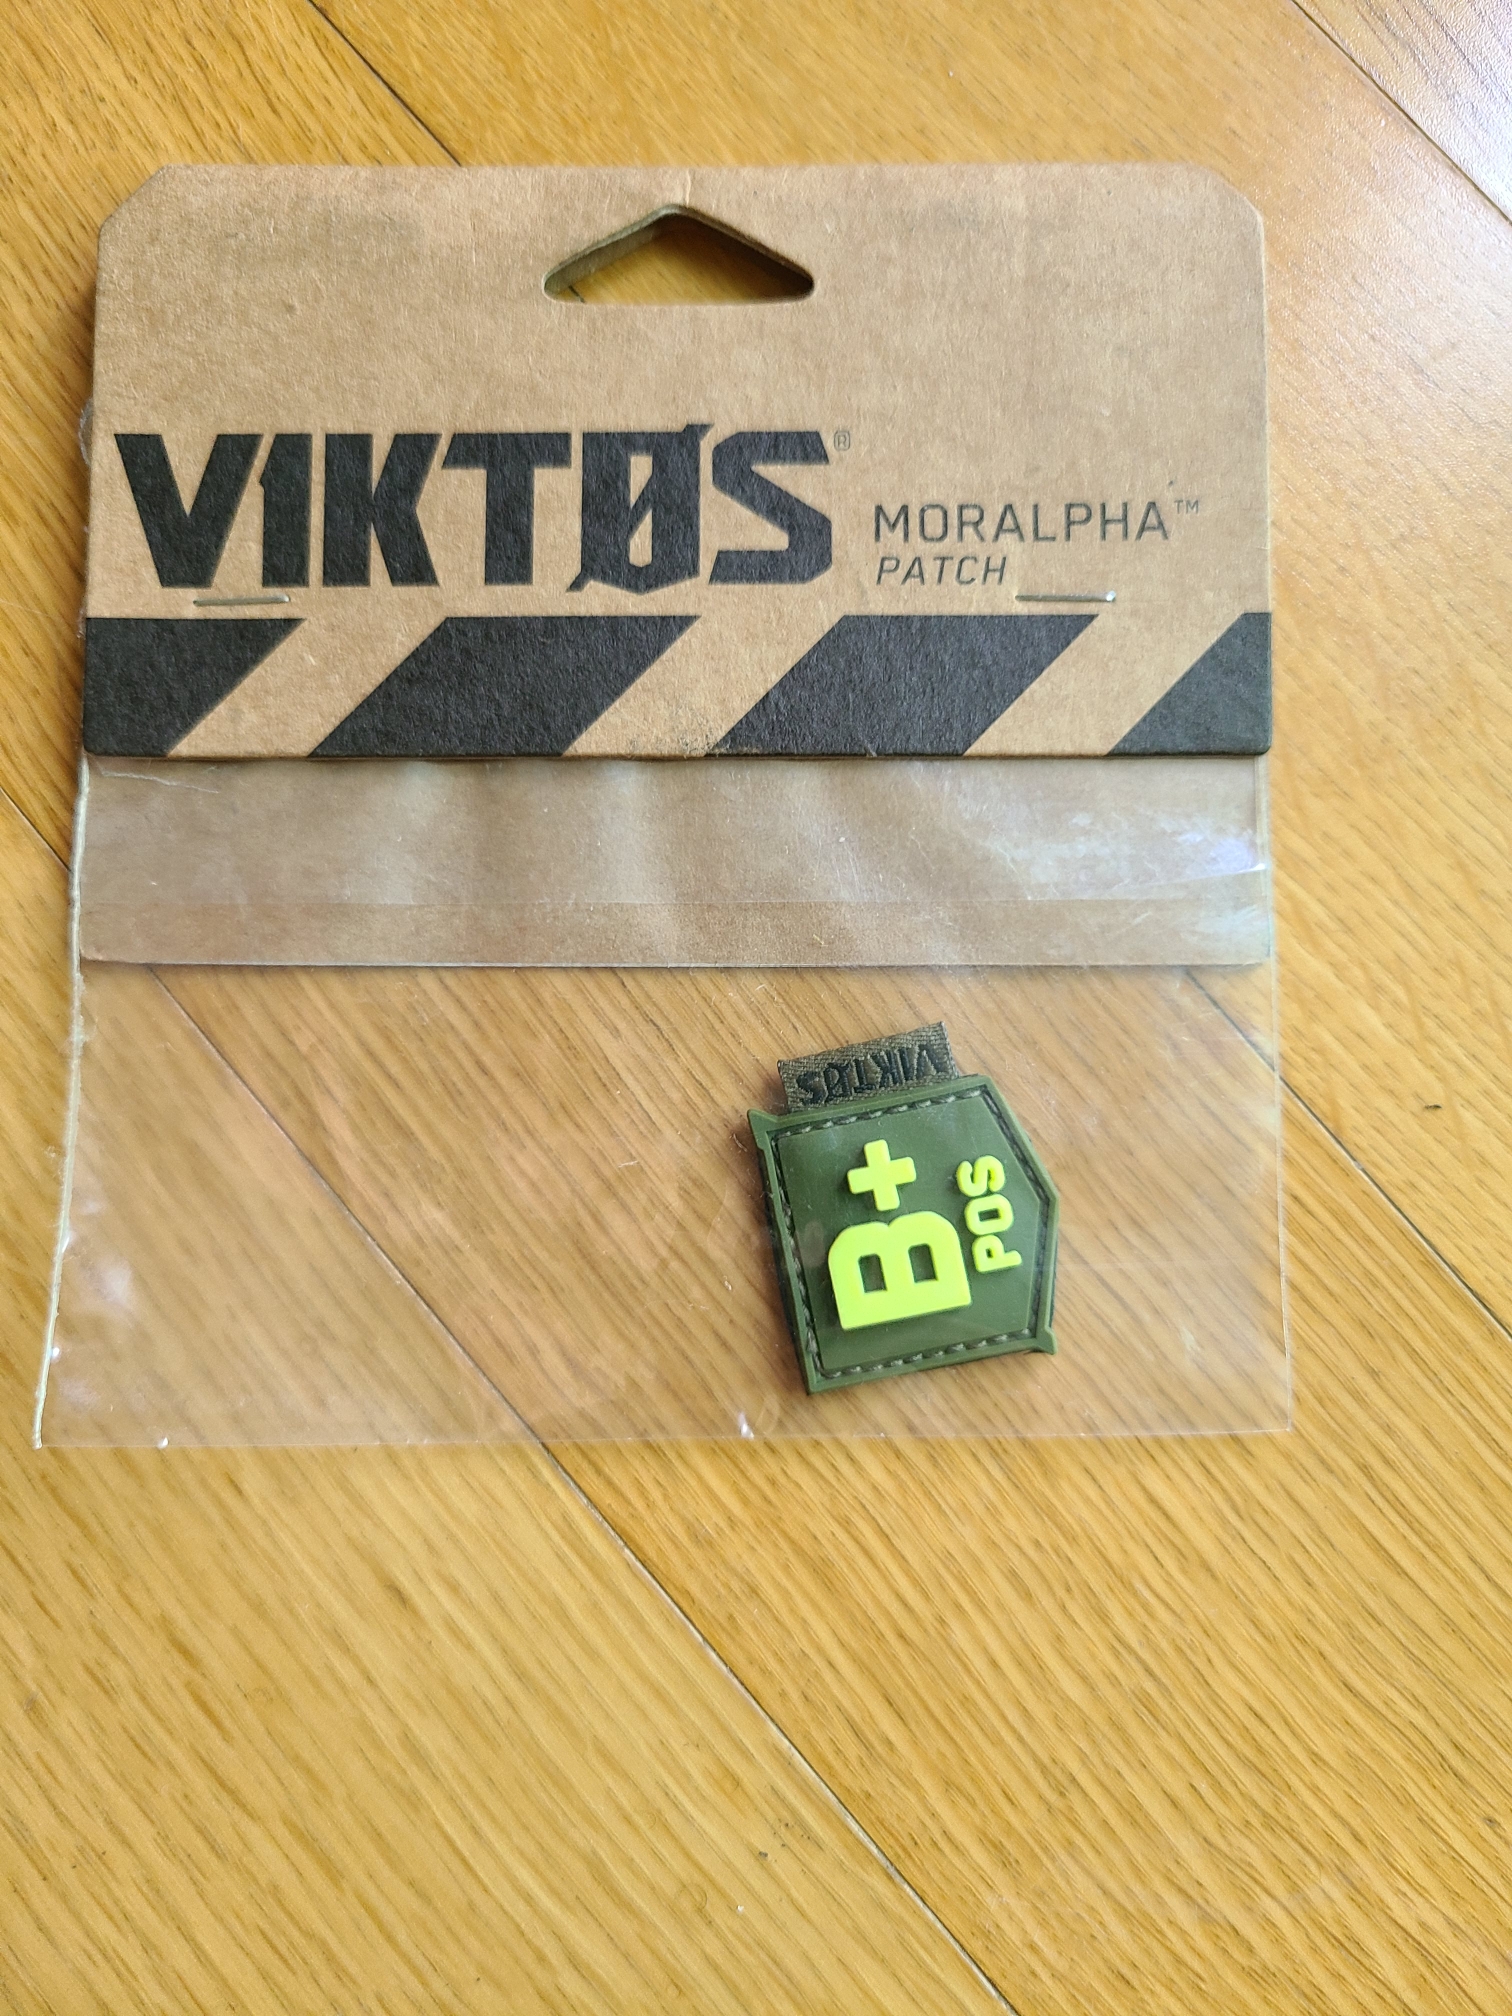 VIKTØS®
MORALPHA™
PATCH
VIKTØS
B+
POS